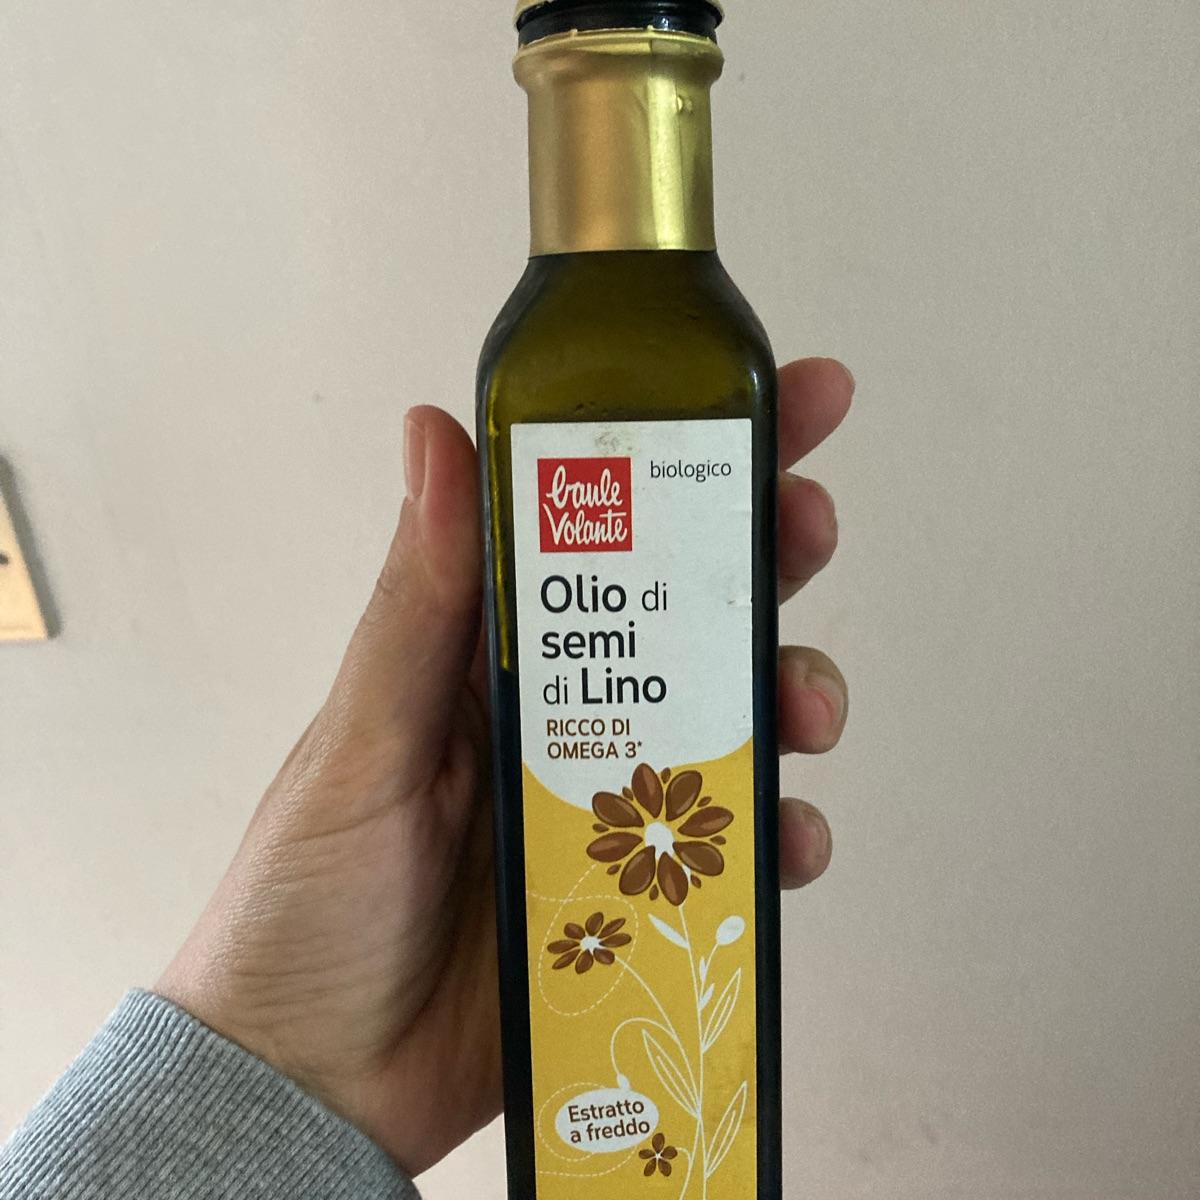 baule
Volante
biologico
Olio di
semi
di Lino
RICCO DI
OMEGA 3*
Estratto
a freddo